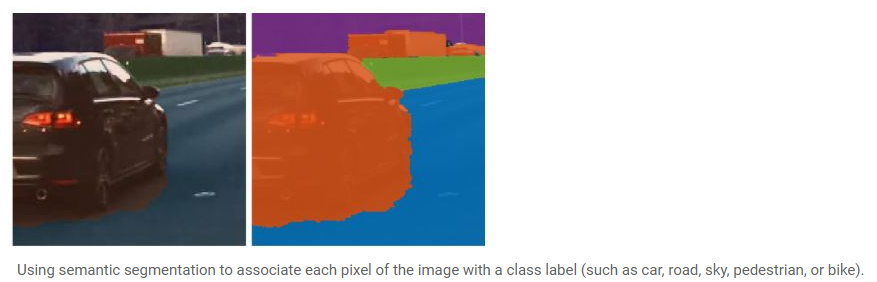 Using semantic segmentation to associate each pixel of the image with a class label (such as car, road, sky, pedestrian, or bike).